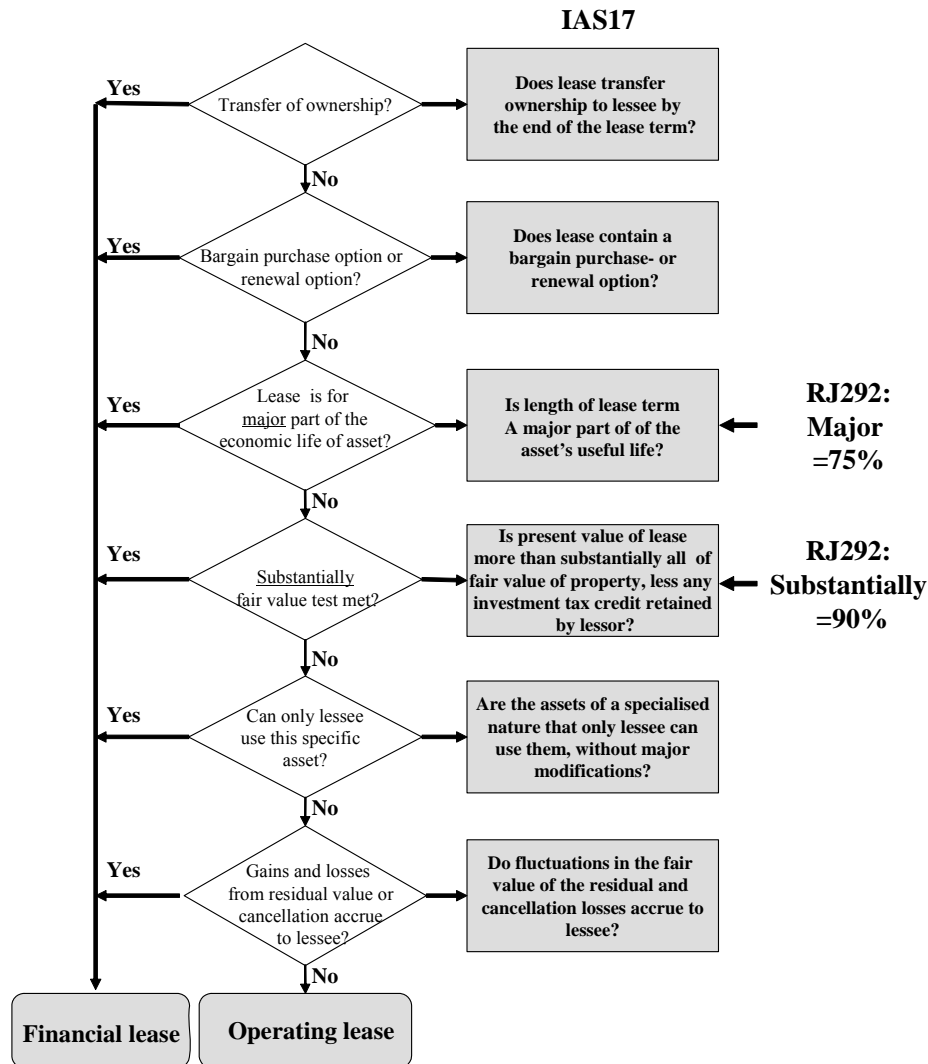 IAS17
Yes
Transfer of ownership?
Does lease transfer
ownership to lessee by
the end of the lease term?
No
Yes
Bargain purchase option or
renewal option?
Does lease contain a
bargain purchase- or
renewal option?
No
Yes
Lease is for
major part of the
economic life of asset?
Is length of lease term
A major part of of the
asset's useful life?
RJ292:
Major
=75%
No
Yes
Substantially
fair value test met?
Is present value of lease
more than substantially all of
fair value of property, less any
investment tax credit retained
by lessor?
RJ292:
Substantially
=90%
No
Yes
Can only lessee
use this specific
asset?
Are the assets of a specialised
nature that only lessee can
use them, without major
modifications?
No
Yes
Gains and losses
from residual value or
cancellation accrue
to lessee?
Do fluctuations in the fair
value of the residual and
cancellation losses accrue to
lessee?
No
Financial lease
Operating lease